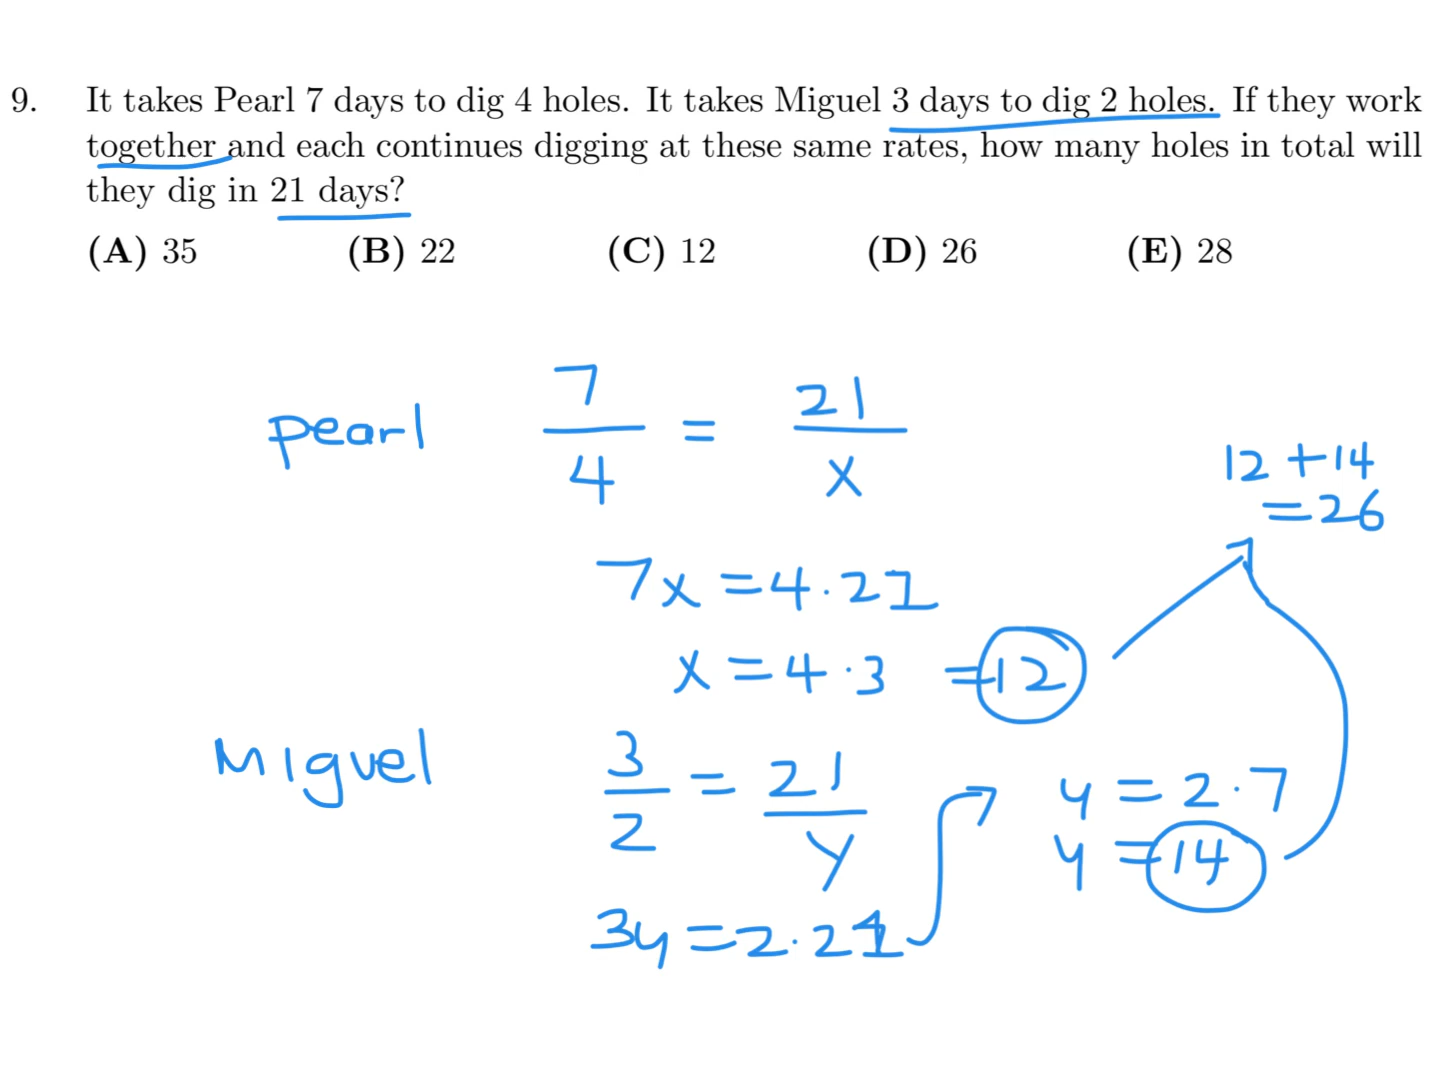 9. It takes Pearl 7 days to dig 4 holes. It takes Miguel 3 days to dig 2 holes. If they work
together and each continues digging at these same rates, how many holes in total will
they dig in 21 days?
(A) 35 (B) 22 (C) 12 (D) 26 (E) 28
pearl 7/4 = 21/x
12 + 14
= 26
7x = 4·21
x = 4·3 = 12
Miguel 3/2 = 21/y
y = 2·7
y = 14
3y = 2·21